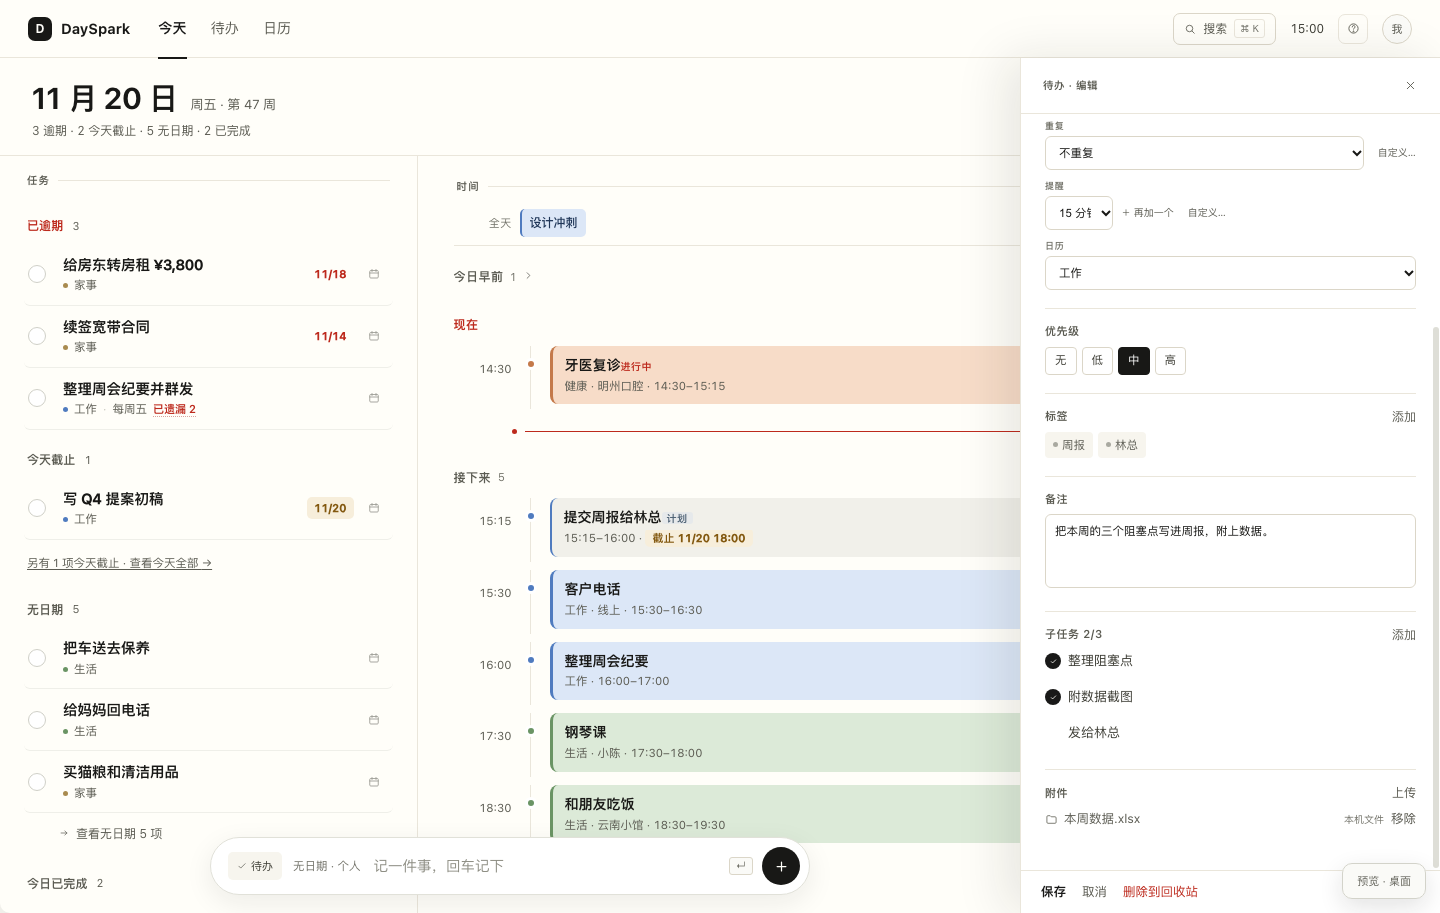 D DaySpark 今天 待办 日历 搜索 ⌘ K 15:00 我
11 月 20 日 周五 · 第 47 周
3 逾期 · 2 今天截止 · 5 无日期 · 2 已完成
任务
已逾期 3
给房东转房租 ¥3,800
家事
11/18
续签宽带合同
家事
11/14
整理周会纪要并群发
工作 · 每周五 已遗漏 2
今天截止 1
写 Q4 提案初稿
工作
11/20
另有 1 项今天截止 · 查看今天全部 →
无日期 5
把车送去保养
生活
给妈妈回电话
生活
买猫粮和清洁用品
家事
→ 查看无日期 5 项
今日已完成 2
时间
全天 设计冲刺
今日早前 1
现在
14:30
牙医复诊进行中
健康 · 明州口腔 · 14:30–15:15
接下来 5
15:15
提交周报给林总 计划
15:15–16:00 · 截止 11/20 18:00
15:30
客户电话
工作 · 线上 · 15:30–16:30
16:00
整理周会纪要
工作 · 16:00–17:00
17:30
钢琴课
生活 · 小陈 · 17:30–18:00
18:30
和朋友吃饭
生活 · 云南小馆 · 18:30–19:30
待办 无日期 · 个人 记一件事，回车记下
待办 · 编辑
重复
不重复 自定义…
提醒
15 分钟 + 再加一个 自定义…
日历
工作
优先级
无 低 中 高
标签 添加
周报 林总
备注
把本周的三个阻塞点写进周报，附上数据。
子任务 2/3 添加
整理阻塞点
附数据截图
发给林总
附件 上传
本周数据.xlsx 本机文件 移除
保存 取消 删除到回收站
预览 · 桌面